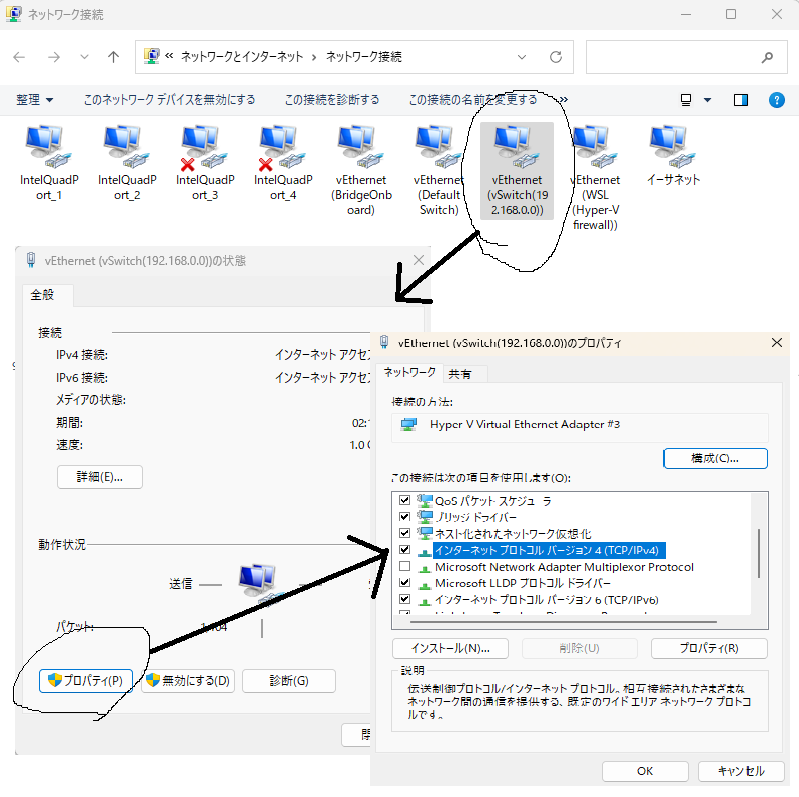 ネットワーク接続
« ネットワークとインターネット › ネットワーク接続
整理 このネットワーク デバイスを無効にする この接続を診断する この接続の名前を変更する »
IntelQuadPort_1
IntelQuadPort_2
IntelQuadPort_3
IntelQuadPort_4
vEthernet
(BridgeOnboard)
vEthernet
(Default
Switch)
vEthernet
(vSwitch(192.168.0.0))
vEthernet
(WSL
(Hyper-V
firewall))
イーサネット
vEthernet (vSwitch(192.168.0.0))の状態
全般
接続
IPv4 接続: インターネット アクセ
IPv6 接続: インターネット アクセ
メディアの状態:
期間: 02:
速度: 1.0
詳細(E)...
動作状況
送信
パケット:
プロパティ(P) 無効にする(D) 診断(G)
閉
vEthernet (vSwitch(192.168.0.0))のプロパティ
ネットワーク 共有
接続の方法:
Hyper-V Virtual Ethernet Adapter #3
構成(C)...
この接続は次の項目を使用します(O):
QoS パケット スケジューラ
ブリッジ ドライバー
ネスト化されたネットワーク仮想化
インターネット プロトコル バージョン 4 (TCP/IPv4)
Microsoft Network Adapter Multiplexor Protocol
Microsoft LLDP プロトコル ドライバー
インターネット プロトコル バージョン 6 (TCP/IPv6)
インストール(N)... 削除(U) プロパティ(R)
説明
伝送制御プロトコル/インターネット プロトコル。相互接続されたさまざまな
ネットワーク間の通信を提供する、既定のワイド エリア ネットワーク プロトコ
ルです。
OK キャンセル